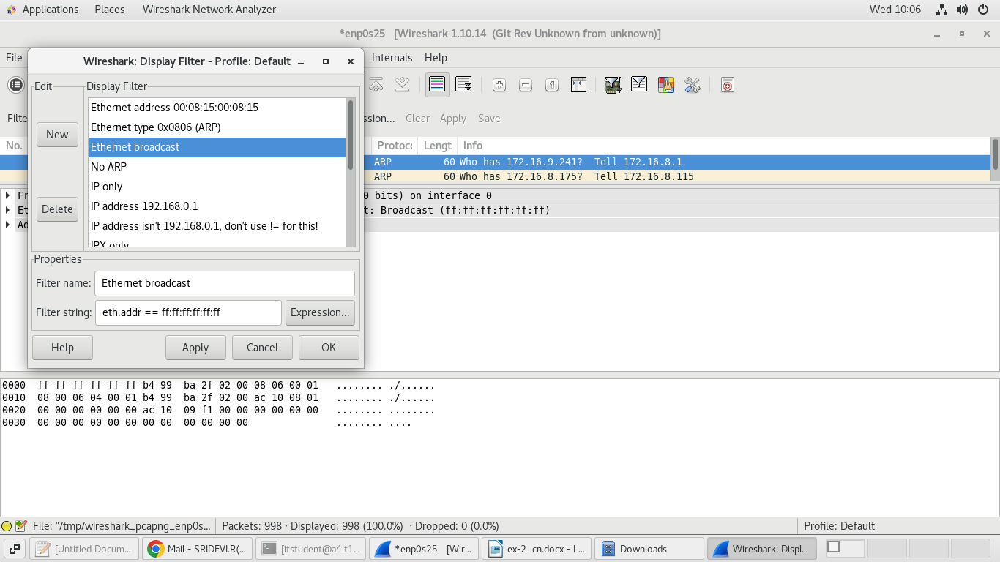 Applications Places Wireshark Network Analyzer Wed 10:06
*enp0s25 [Wireshark 1.10.14 (Git Rev Unknown from unknown)]
File Internals Help
Wireshark: Display Filter - Profile: Default
Edit Display Filter
New
Delete
Ethernet address 00:08:15:00:08:15
Ethernet type 0x0806 (ARP)
Ethernet broadcast
No ARP
IP only
IP address 192.168.0.1
IP address isn't 192.168.0.1, don't use != for this!
IPX only
Properties
Filter name: Ethernet broadcast
Filter string: eth.addr == ff:ff:ff:ff:ff:ff Expression...
Help Apply Cancel OK
Filte ssion... Clear Apply Save
No. Protoc Lengt Info
ARP 60 Who has 172.16.9.241? Tell 172.16.8.1
ARP 60 Who has 172.16.8.175? Tell 172.16.8.115
Fr 0 bits) on interface 0
Et t: Broadcast (ff:ff:ff:ff:ff:ff)
Ad
0000 ff ff ff ff ff ff b4 99 ba 2f 02 00 08 06 00 01 ........ ./......
0010 08 00 06 04 00 01 b4 99 ba 2f 02 00 ac 10 08 01 ........ ./......
0020 00 00 00 00 00 00 ac 10 09 f1 00 00 00 00 00 00 ........ ........
0030 00 00 00 00 00 00 00 00 00 00 00 00 ........ ....
File: "/tmp/wireshark_pcapng_enp0s... Packets: 998 · Displayed: 998 (100.0%) · Dropped: 0 (0.0%) Profile: Default
[Untitled Docum... Mail - SRIDEVI.R(... [itstudent@a4it1... *enp0s25 [Wir... ex-2_cn.docx - L... Downloads Wireshark: Displ...